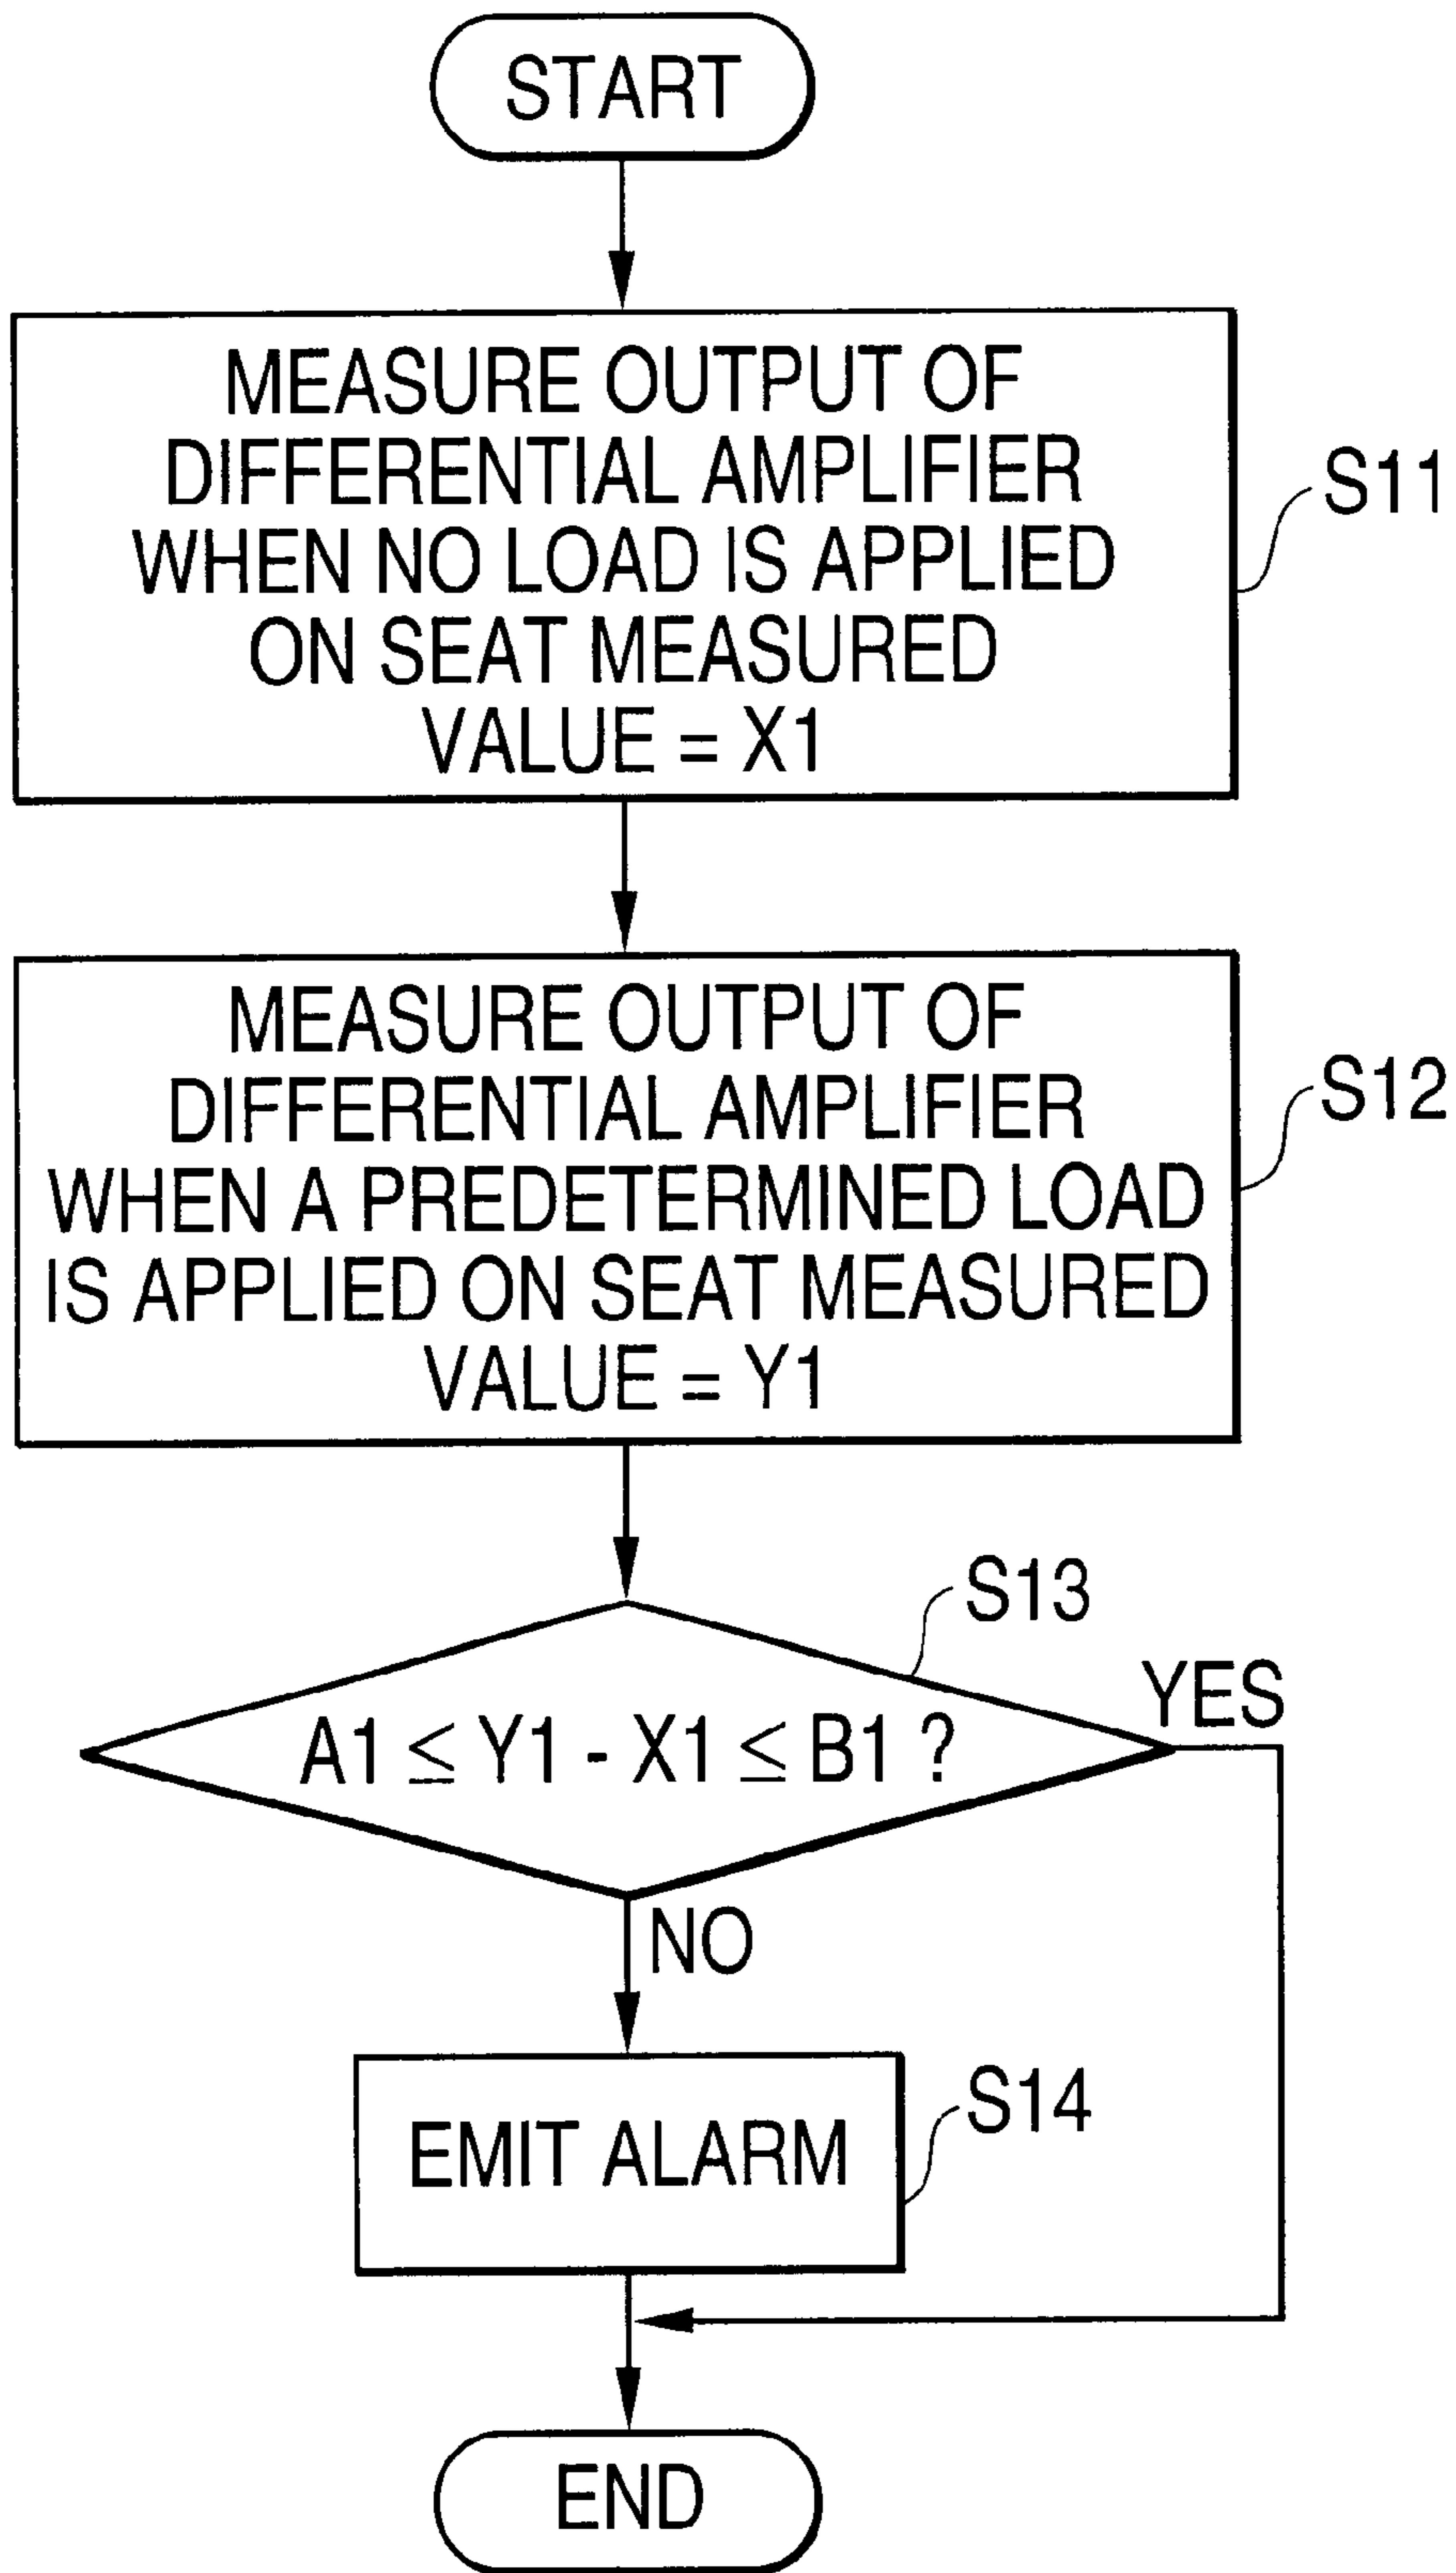 START
MEASURE OUTPUT OF
DIFFERENTIAL AMPLIFIER
WHEN NO LOAD IS APPLIED
ON SEAT MEASURED
VALUE = X1
S11
MEASURE OUTPUT OF
DIFFERENTIAL AMPLIFIER
WHEN A PREDETERMINED LOAD
IS APPLIED ON SEAT MEASURED
VALUE = Y1
S12
S13
A1 ≤ Y1 - X1 ≤ B1 ?
YES
NO
EMIT ALARM
S14
END